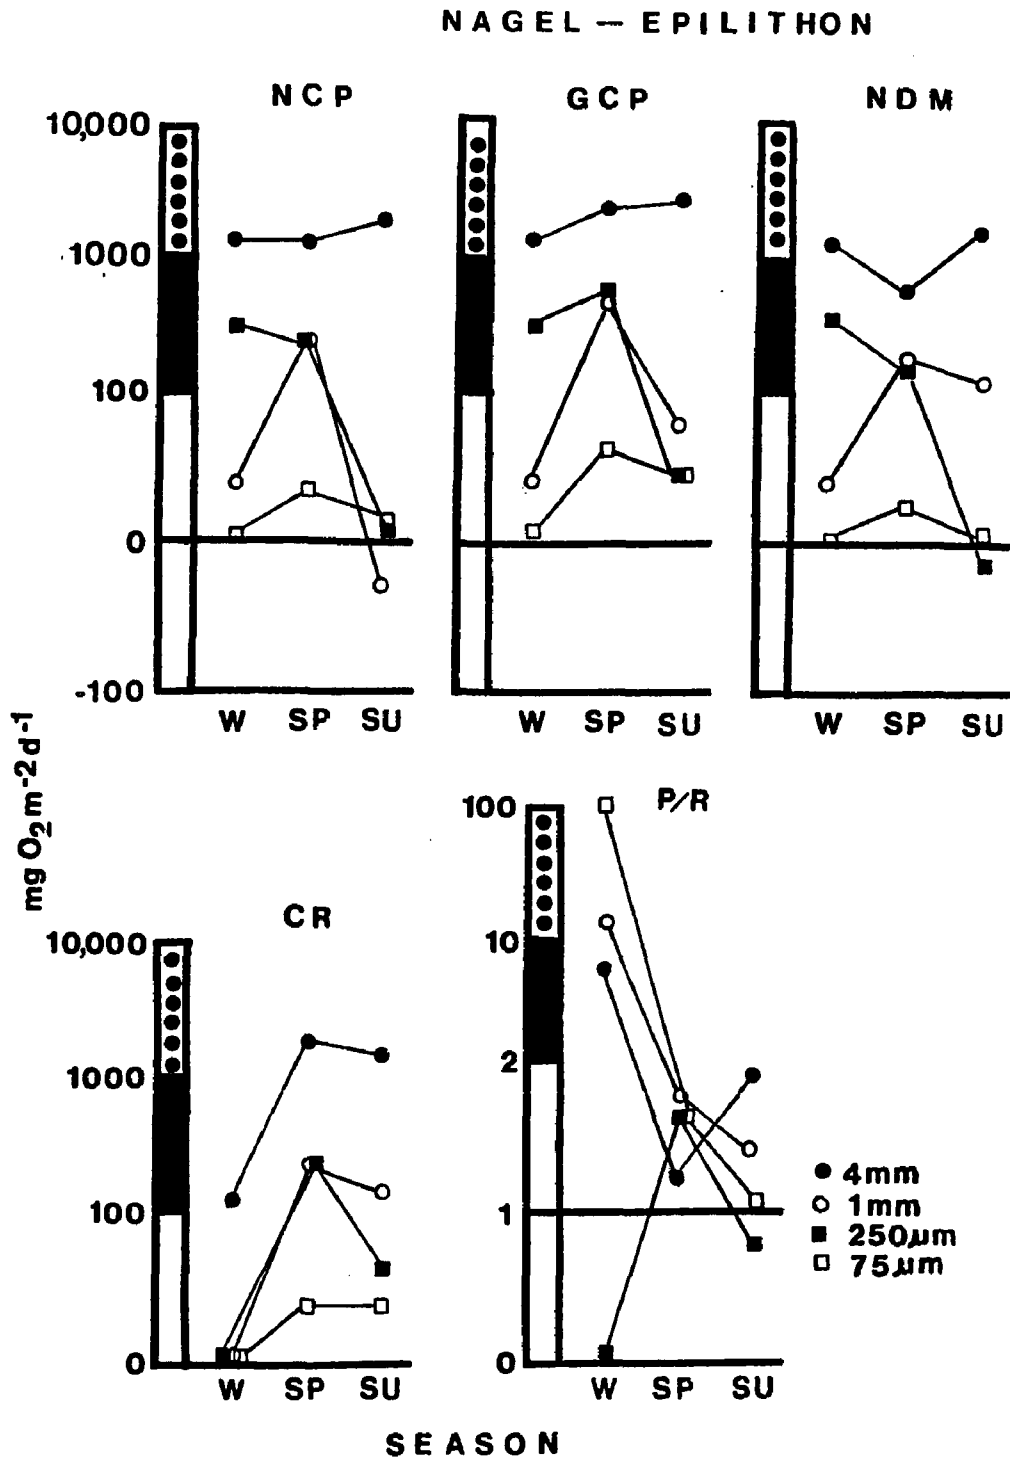 NAGEL — EPILITHON
NCP
GCP
NDM
10,000
1000
100
0
-100
W SP SU
W SP SU
W SP SU
mg O2m-2d-1
CR
10,000
1000
100
0
W SP SU
P/R
100
10
2
1
0
W SP SU
4mm
1mm
250µm
75µm
SEASON